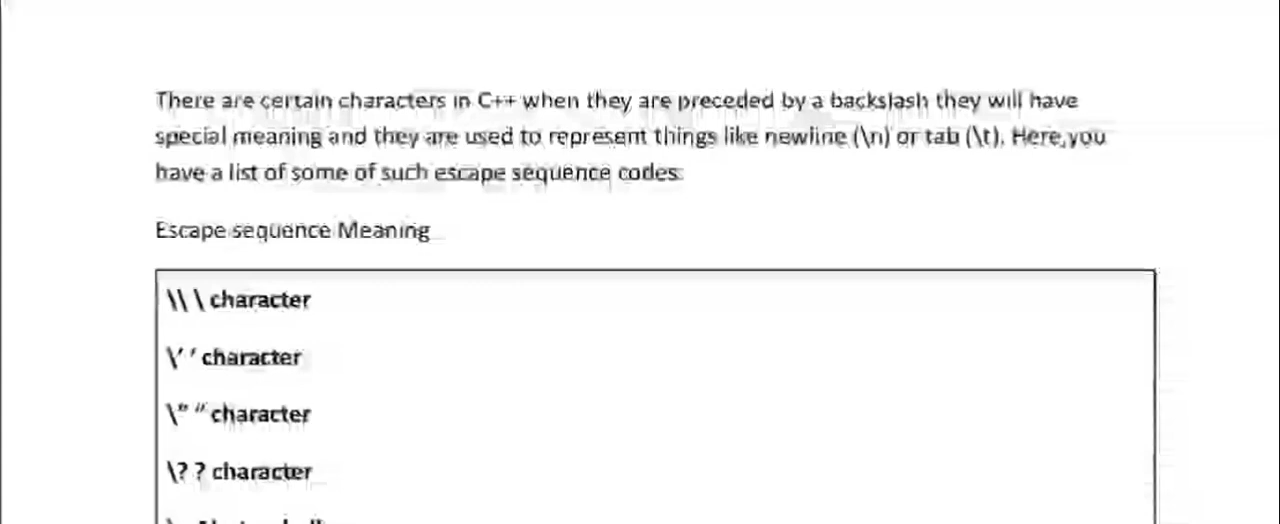 There are certain characters in C++ when they are preceded by a backslash they will have
special meaning and they are used to represent things like newline (\n) or tab (\t). Here,you
have a list of some of such escape sequence codes:
Escape sequence Meaning
\\ \ character
\’ ‘ character
\” “ character
\? ? character